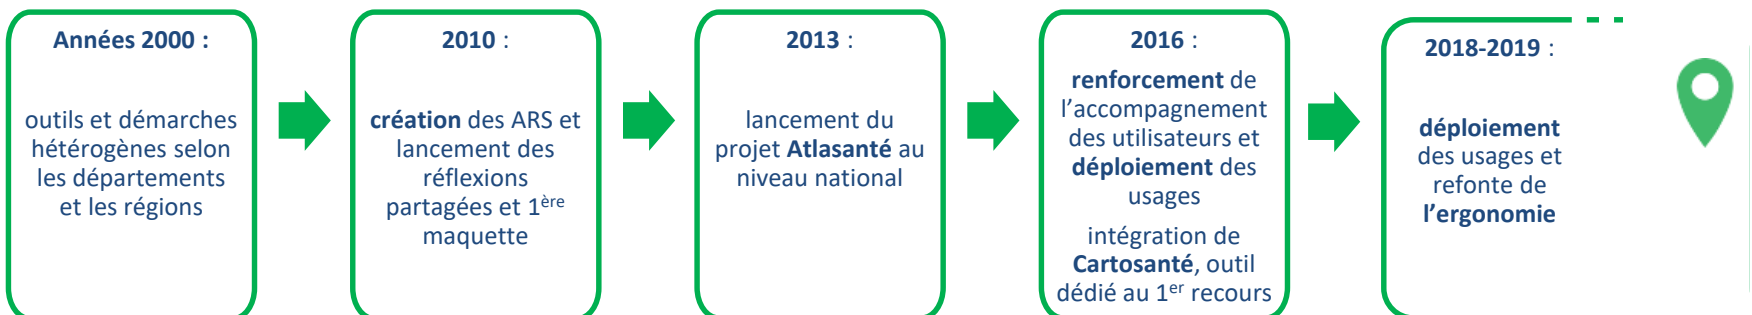 Années 2000 :
outils et démarches
hétérogènes selon
les départements
et les régions
2010 :
création des ARS et
lancement des
réflexions
partagées et 1ère
maquette
2013 :
lancement du
projet Atlasanté au
niveau national
2016 :
renforcement de
l’accompagnement
des utilisateurs et
déploiement des
usages
intégration de
Cartosanté, outil
dédié au 1er recours
2018-2019 :
déploiement
des usages et
refonte de
l’ergonomie